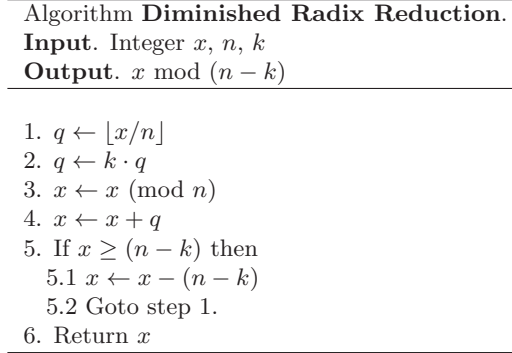 Algorithm Diminished Radix Reduction.
Input. Integer x, n, k
Output. x mod (n − k)
1. q ← ⌊x/n⌋
2. q ← k · q
3. x ← x (mod n)
4. x ← x + q
5. If x ≥ (n − k) then
5.1 x ← x − (n − k)
5.2 Goto step 1.
6. Return x